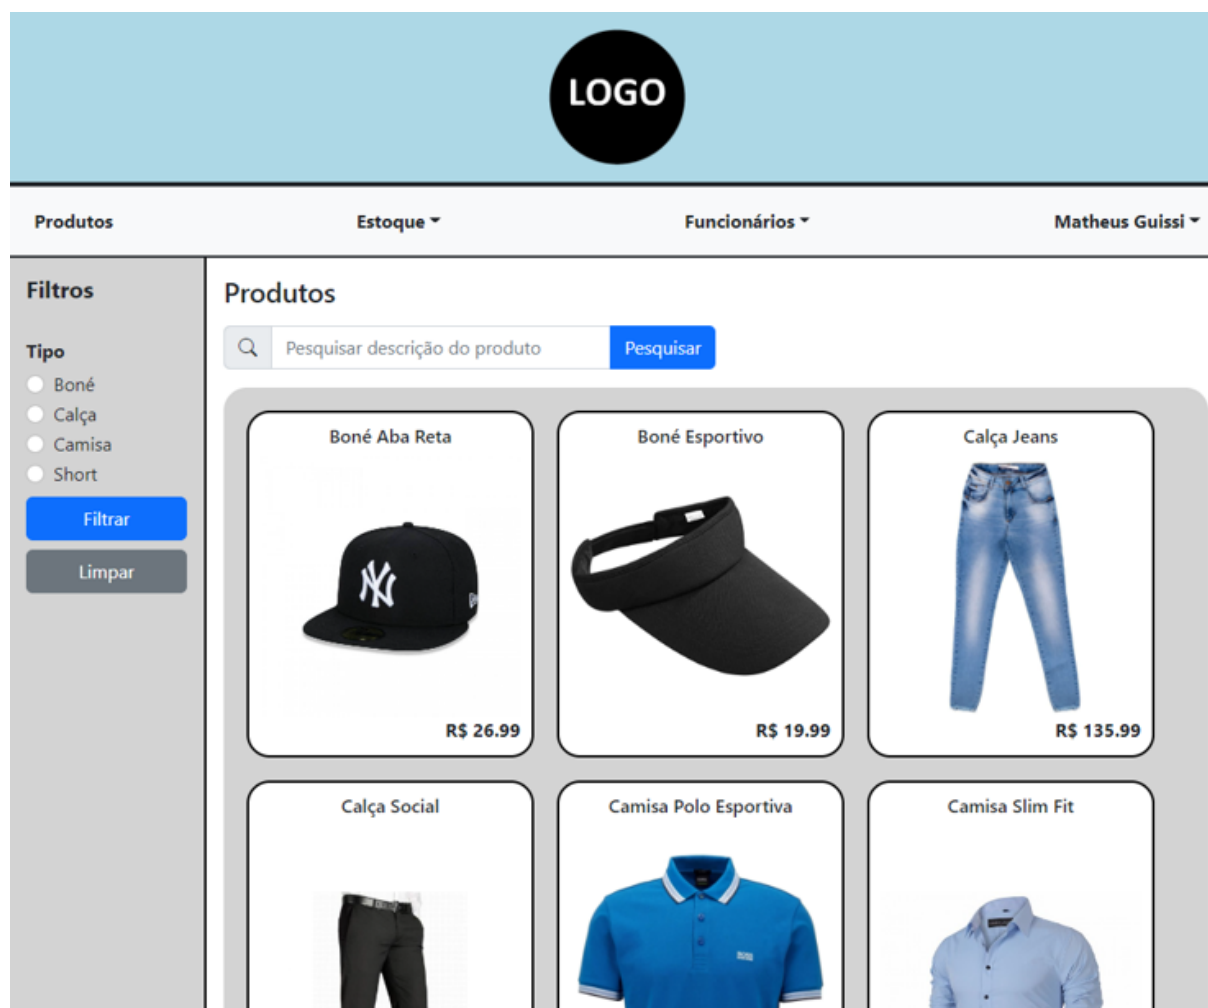 LOGO
Produtos
Estoque
Funcionários
Matheus Guissi
Filtros
Tipo
Boné
Calça
Camisa
Short
Filtrar
Limpar
Produtos
Pesquisar descrição do produto
Pesquisar
Boné Aba Reta
NY
R$ 26.99
Boné Esportivo
R$ 19.99
Calça Jeans
R$ 135.99
Calça Social
Camisa Polo Esportiva
Camisa Slim Fit